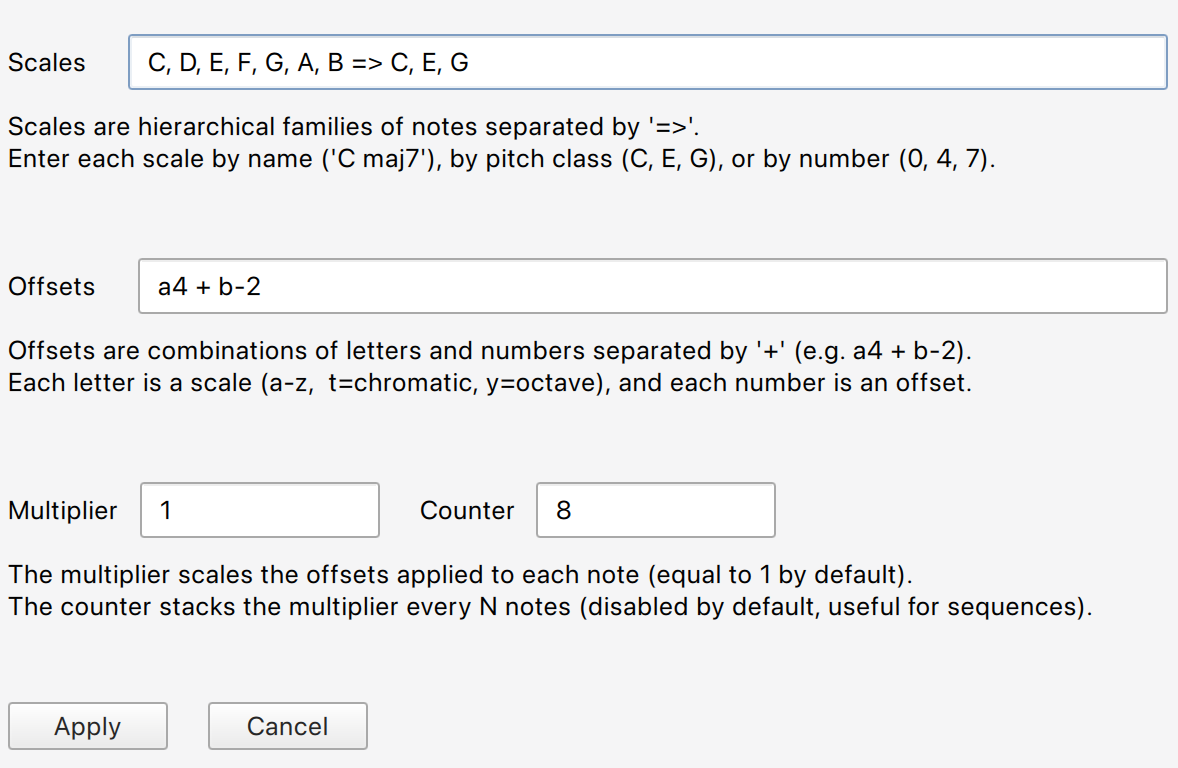 Scales C, D, E, F, G, A, B => C, E, G
Scales are hierarchical families of notes separated by '=>'.
Enter each scale by name ('C maj7'), by pitch class (C, E, G), or by number (0, 4, 7).
Offsets a4 + b-2
Offsets are combinations of letters and numbers separated by '+' (e.g. a4 + b-2).
Each letter is a scale (a-z,  t=chromatic, y=octave), and each number is an offset.
Multiplier 1 Counter 8
The multiplier scales the offsets applied to each note (equal to 1 by default).
The counter stacks the multiplier every N notes (disabled by default, useful for sequences).
Apply Cancel